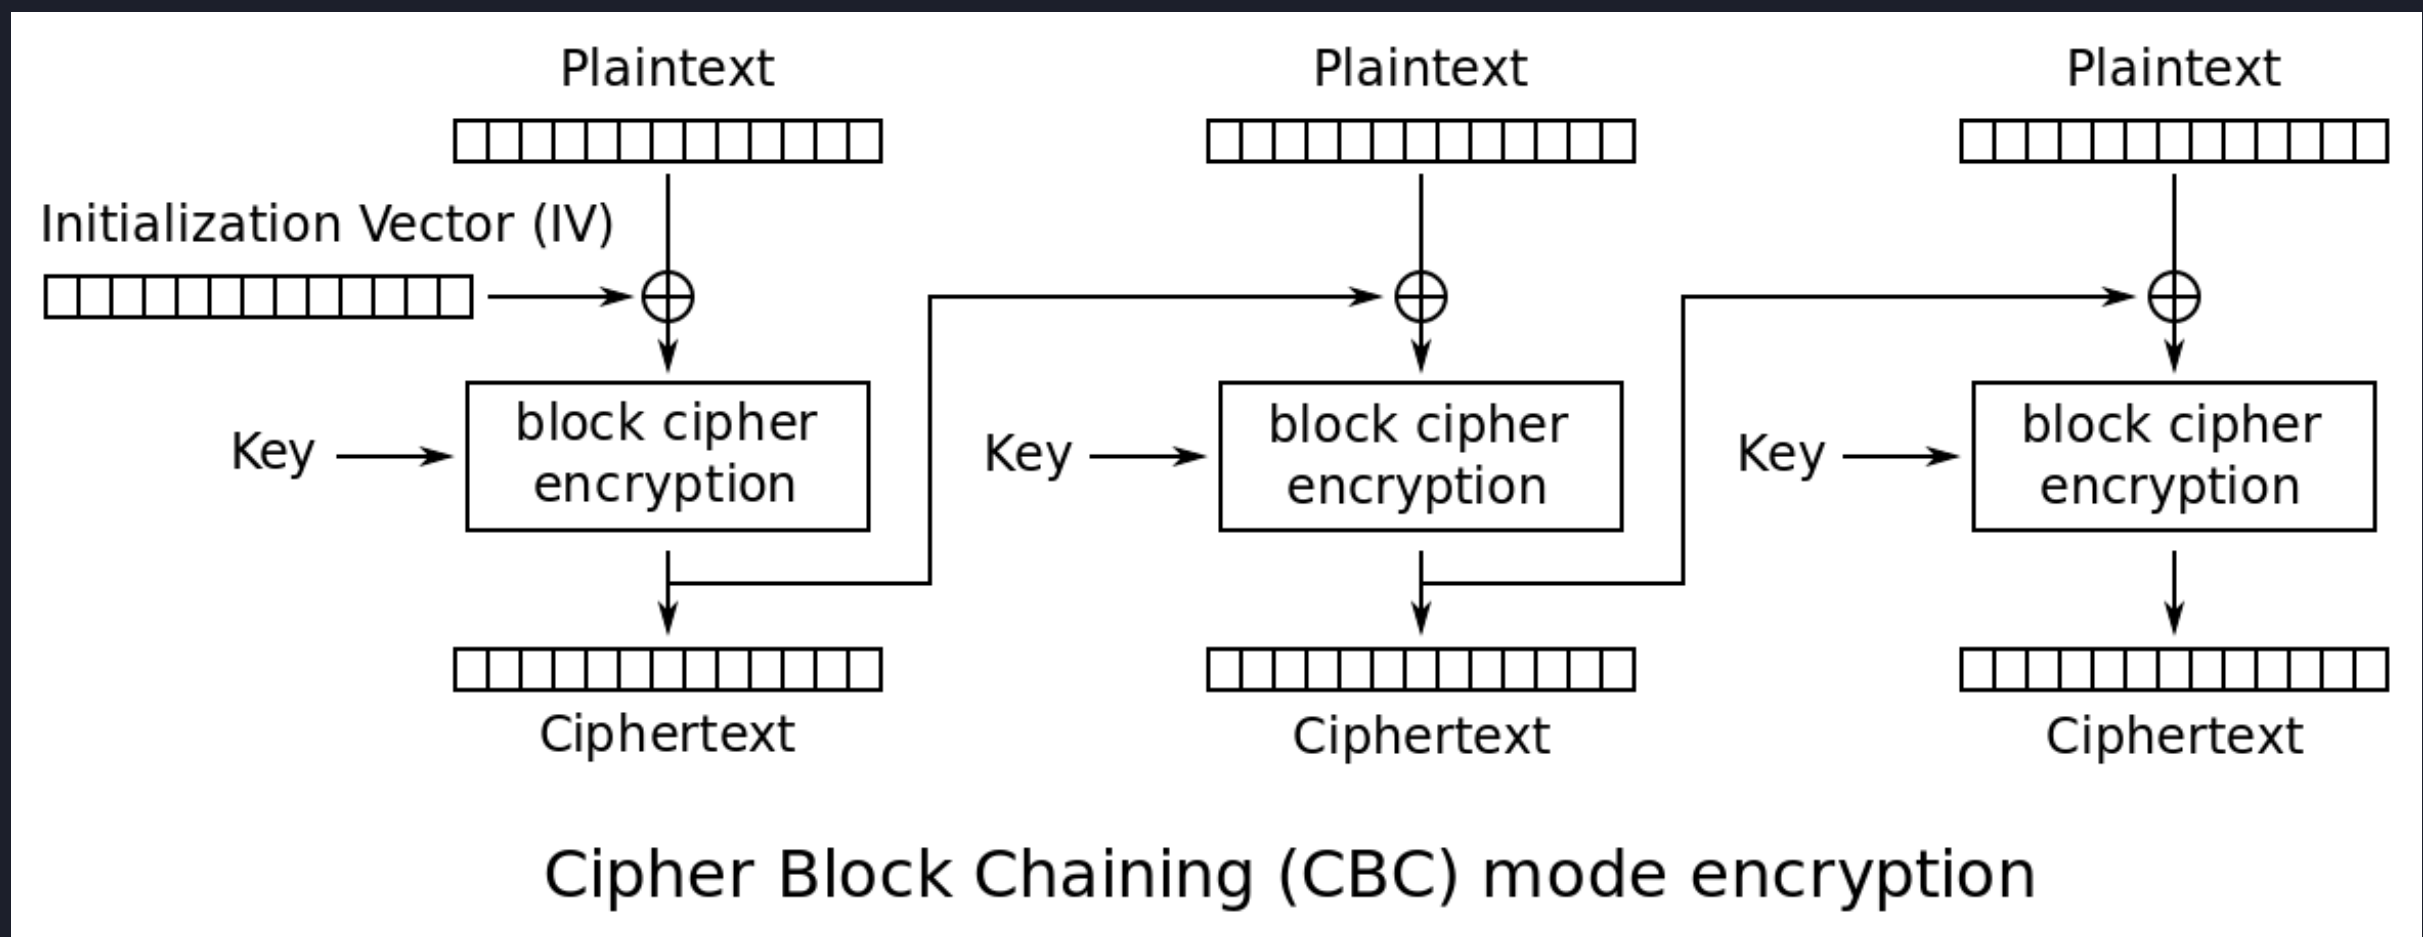 Plaintext
Plaintext
Plaintext
Initialization Vector (IV)
Key
block cipher
encryption
Key
block cipher
encryption
Key
block cipher
encryption
Ciphertext
Ciphertext
Ciphertext
Cipher Block Chaining (CBC) mode encryption